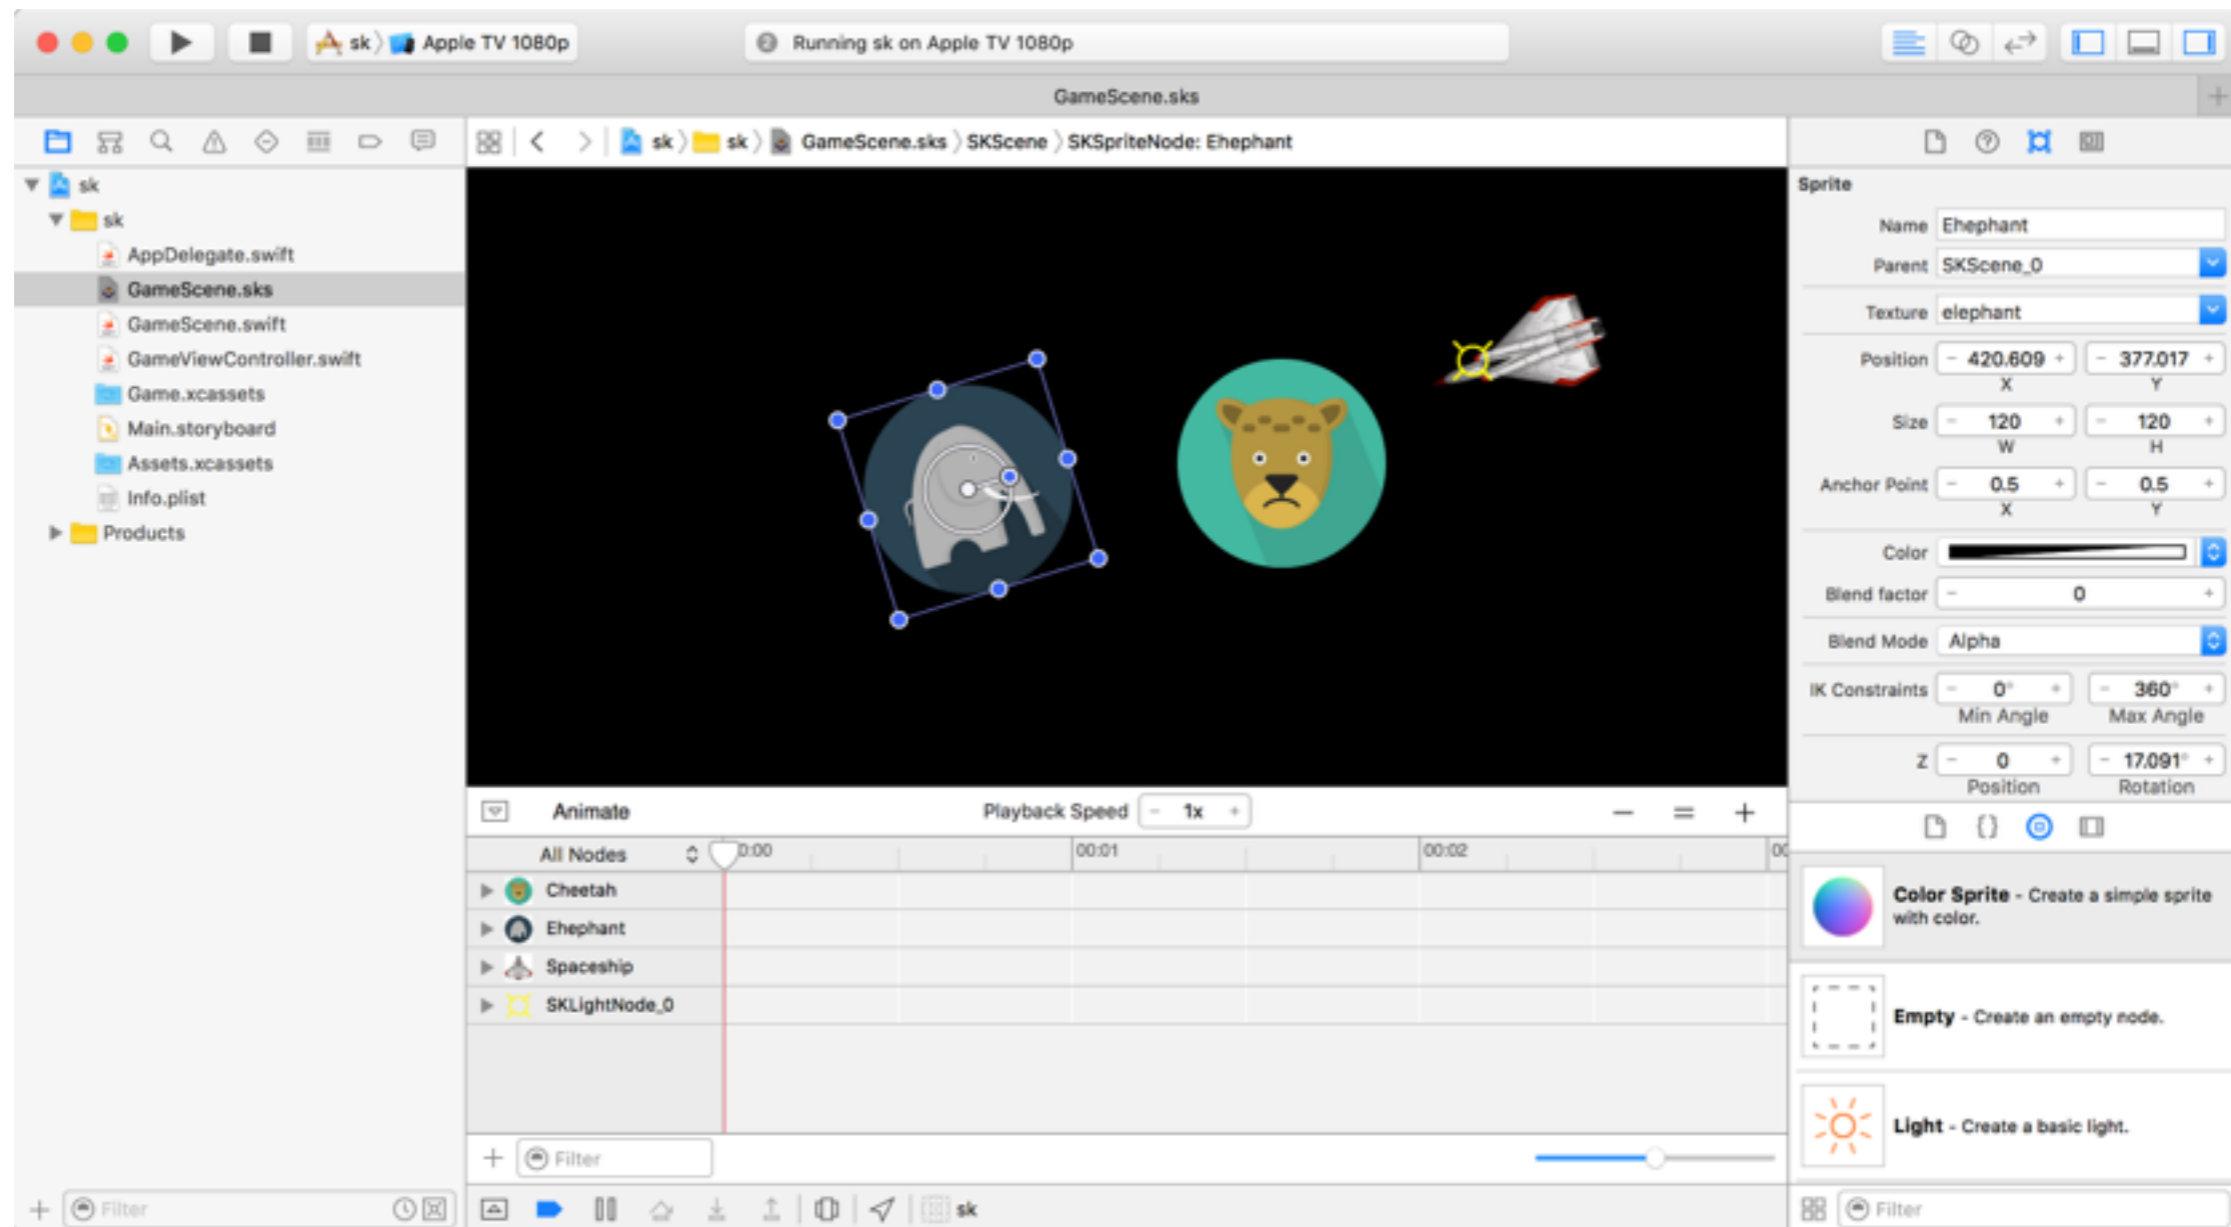 sk Apple TV 1080p
Running sk on Apple TV 1080p
GameScene.sks
sk
sk
AppDelegate.swift
GameScene.sks
GameScene.swift
GameViewController.swift
Game.xcassets
Main.storyboard
Assets.xcassets
Info.plist
Products
Filter
sk sk GameScene.sks SKScene SKSpriteNode: Ehephant
Animate
Playback Speed - 1x +
All Nodes 0:00 00:01 00:02 00
Cheetah
Ehephant
Spaceship
SKLightNode_0
Filter
sk
Sprite
Name Ehephant
Parent SKScene_0
Texture elephant
Position - 420.609 + - 377.017 +
X Y
Size - 120 + - 120 +
W H
Anchor Point - 0.5 + - 0.5 +
X Y
Color
Blend factor - 0 +
Blend Mode Alpha
IK Constraints - 0° + - 360° +
Min Angle Max Angle
Z - 0 + - 17.091° +
Position Rotation
{}
Color Sprite - Create a simple sprite
with color.
Empty - Create an empty node.
Light - Create a basic light.
Filter